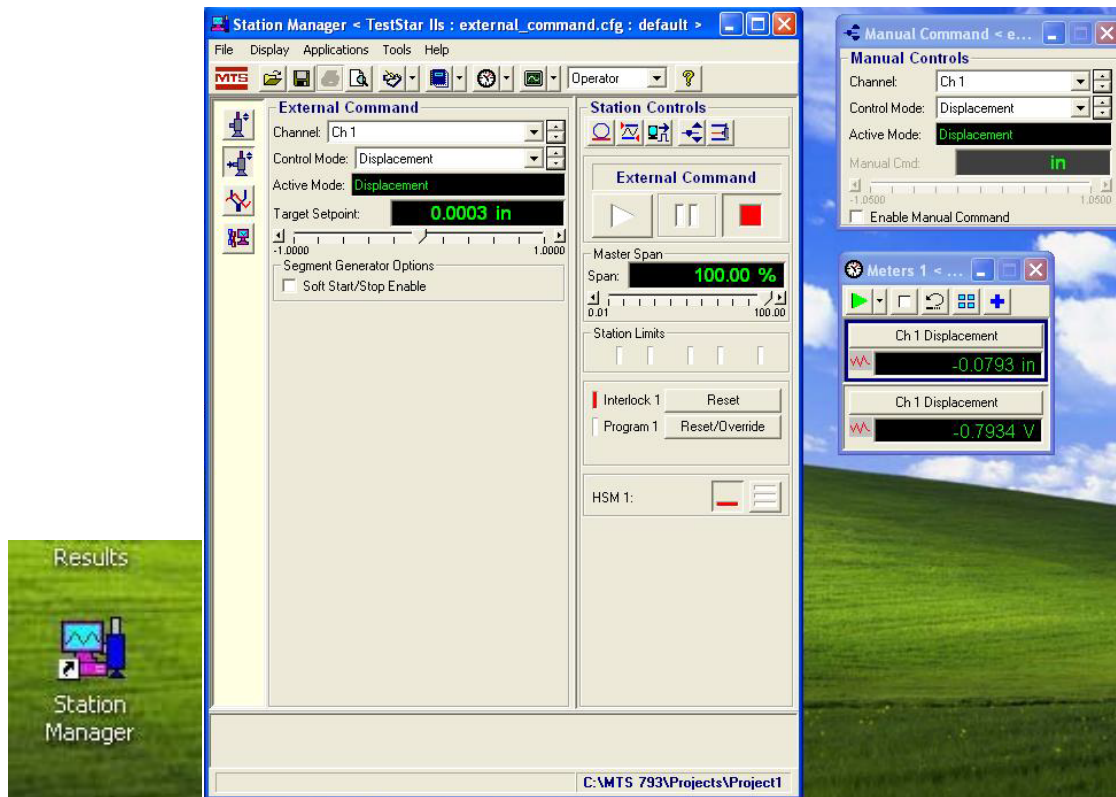 Results
Station
Manager
Station Manager < TestStar IIs : external_command.cfg : default >
File Display Applications Tools Help
MTS
Operator
External Command
Channel: Ch 1
Control Mode: Displacement
Active Mode: Displacement
Target Setpoint: 0.0003 in
-1.0000 1.0000
Segment Generator Options
Soft Start/Stop Enable
Station Controls
External Command
Master Span
Span: 100.00 %
0.01 100.00
Station Limits
Interlock 1 Reset
Program 1 Reset/Override
HSM 1:
C:\MTS 793\Projects\Project1
Manual Command < e...
Manual Controls
Channel: Ch 1
Control Mode: Displacement
Active Mode: Displacement
Manual Cmd: in
-1.0500 1.0500
Enable Manual Command
Meters 1 < ...
Ch 1 Displacement
-0.0793 in
Ch 1 Displacement
-0.7934 V